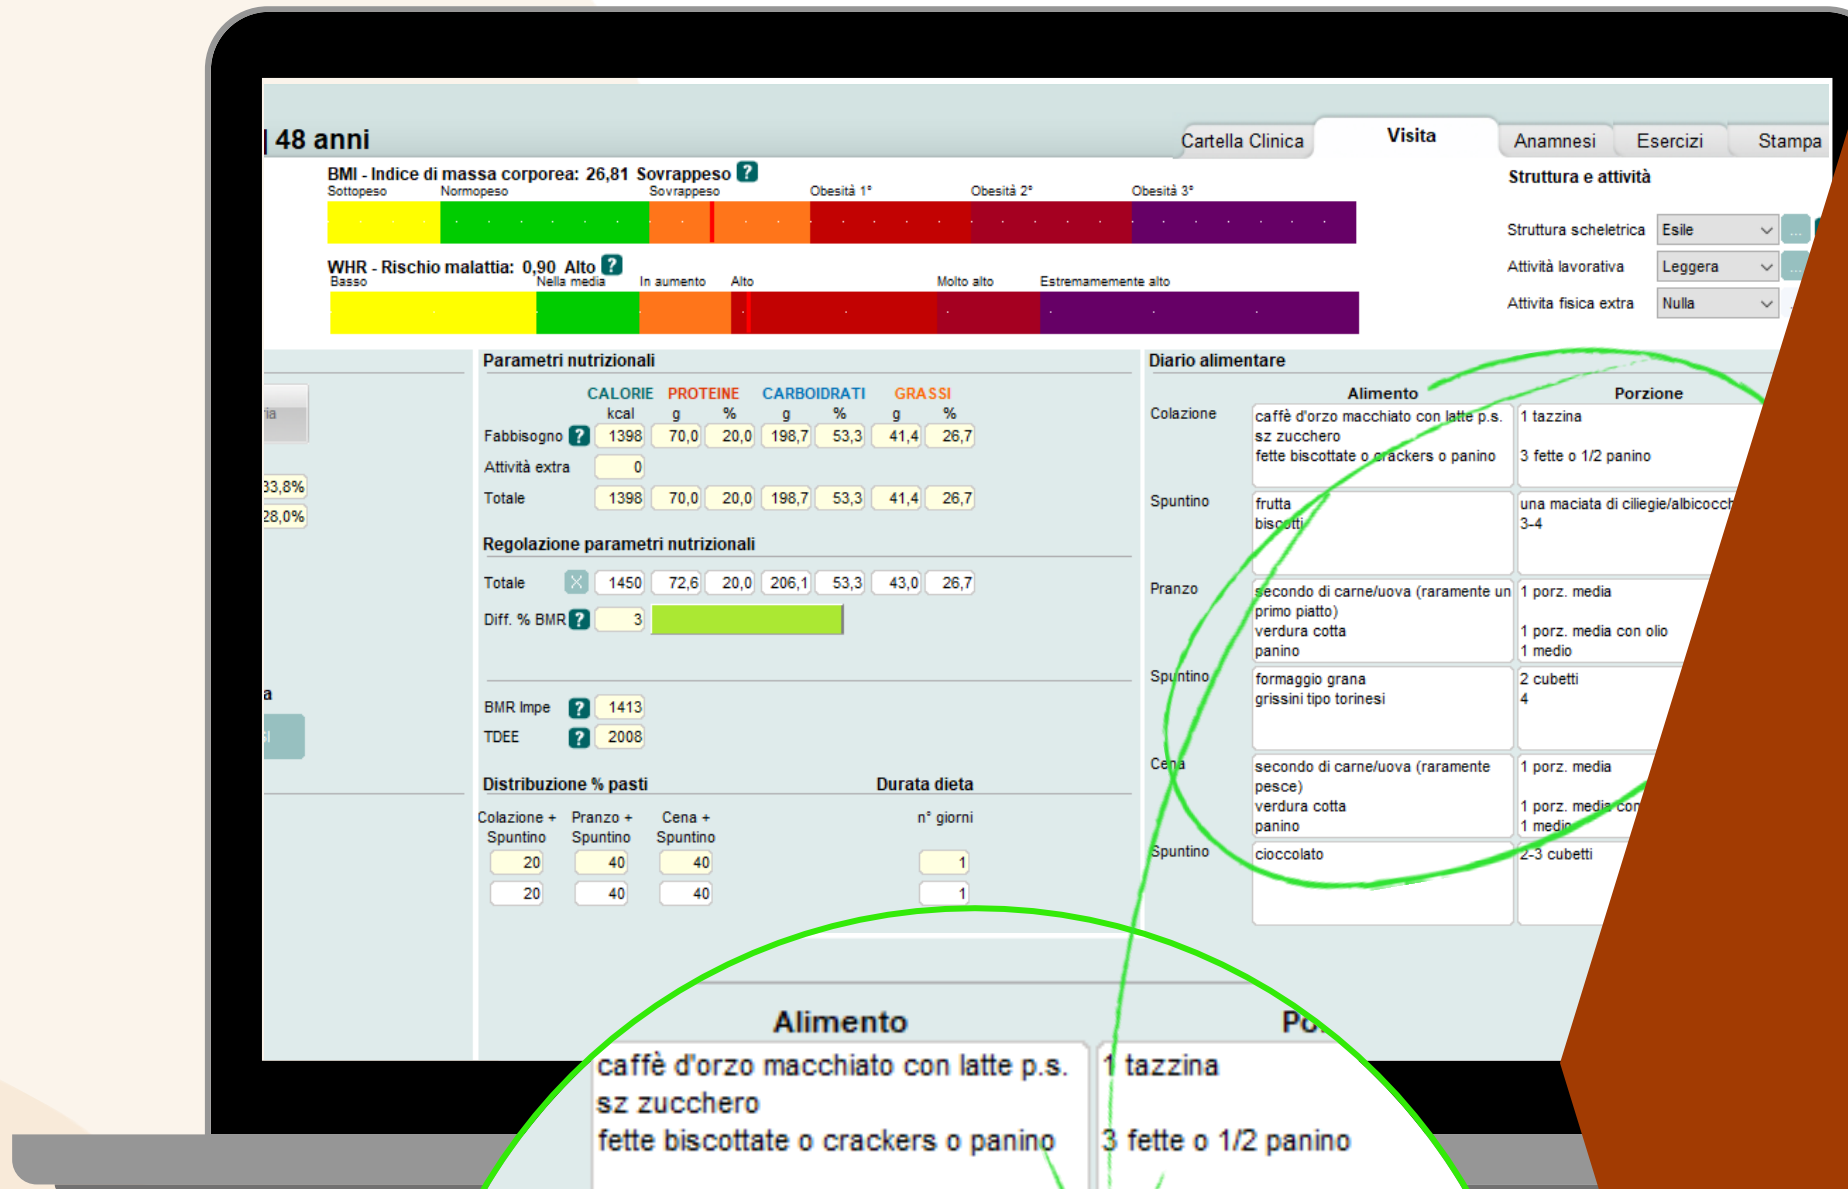 48 anni
Cartella Clinica
Visita
Anamnesi
Esercizi
Stampa
BMI - Indice di massa corporea: 26,81 Sovrappeso ?
Sottopeso Normopeso Sovrappeso Obesità 1° Obesità 2° Obesità 3°
WHR - Rischio malattia: 0,90 Alto ?
Basso Nella media In aumento Alto Molto alto Estremamemente alto
Struttura e attività
Struttura scheletrica Esile ...
Attività lavorativa Leggera ...
Attivita fisica extra Nulla
33,8%
28,0%
Parametri nutrizionali
CALORIE PROTEINE CARBOIDRATI GRASSI
kcal g % g % g %
Fabbisogno ? 1398 70,0 20,0 198,7 53,3 41,4 26,7
Attività extra 0
Totale 1398 70,0 20,0 198,7 53,3 41,4 26,7
Regolazione parametri nutrizionali
Totale X 1450 72,6 20,0 206,1 53,3 43,0 26,7
Diff. % BMR ? 3
BMR Impe ? 1413
TDEE ? 2008
Distribuzione % pasti Durata dieta
Colazione + Pranzo + Cena + n° giorni
Spuntino Spuntino Spuntino
20 40 40 1
20 40 40 1
Diario alimentare
Alimento Porzione
Colazione caffè d'orzo macchiato con latte p.s. 1 tazzina
sz zucchero
fette biscottate o crackers o panino 3 fette o 1/2 panino
Spuntino frutta una maciata di ciliegie/albicocch
biscotti 3-4
Pranzo secondo di carne/uova (raramente un 1 porz. media
primo piatto)
verdura cotta 1 porz. media con olio
panino 1 medio
Spuntino formaggio grana 2 cubetti
grissini tipo torinesi 4
Cena secondo di carne/uova (raramente 1 porz. media
pesce)
verdura cotta 1 porz. media con
panino 1 medio
Spuntino cioccolato 2-3 cubetti
Alimento Po
caffè d'orzo macchiato con latte p.s. 1 tazzina
sz zucchero
fette biscottate o crackers o panino 3 fette o 1/2 panino